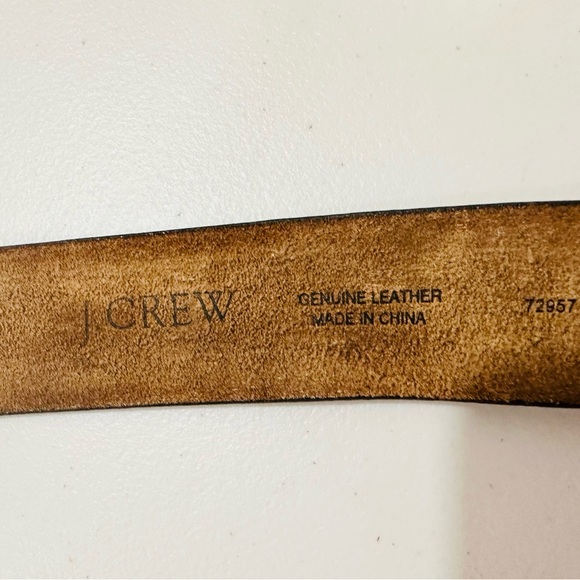 J.CREW
GENUINE LEATHER
MADE IN CHINA
72957